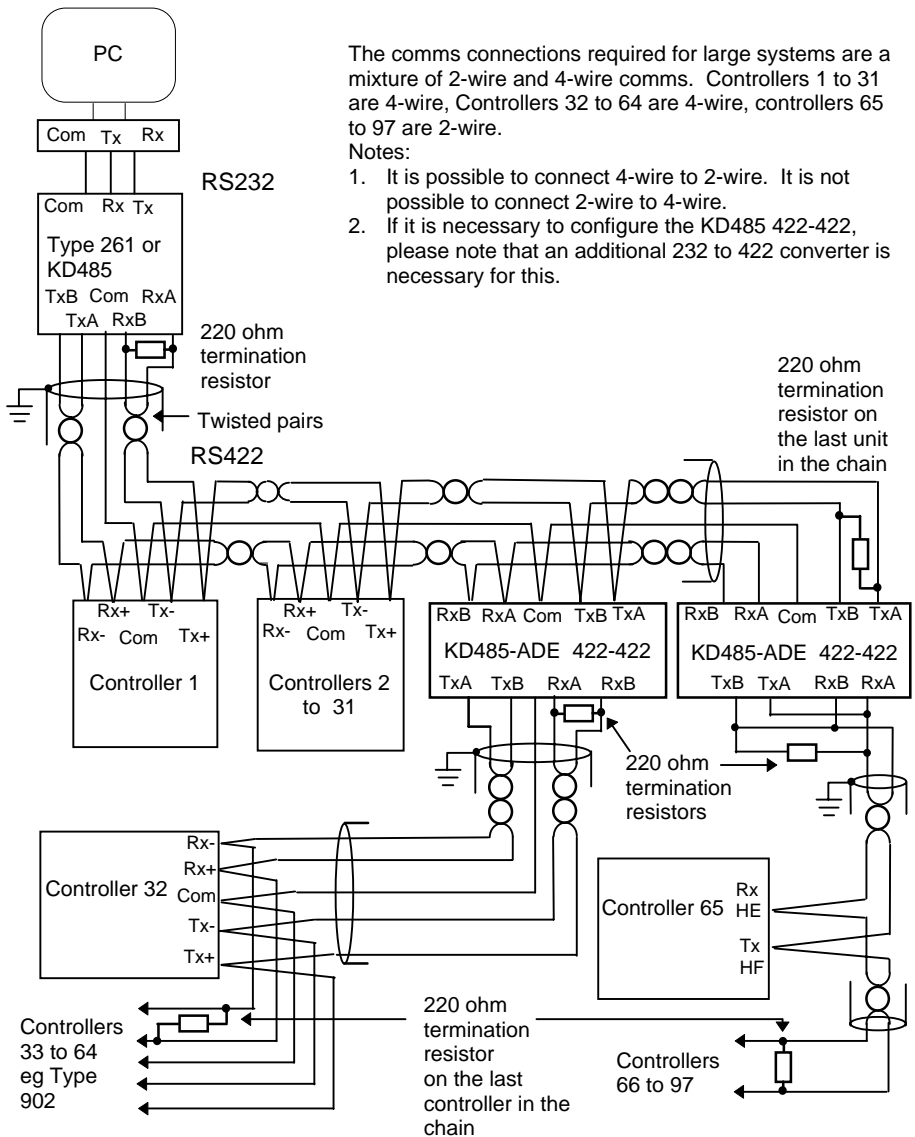 PC
The comms connections required for large systems are a
mixture of 2-wire and 4-wire comms. Controllers 1 to 31
are 4-wire, Controllers 32 to 64 are 4-wire, controllers 65
to 97 are 2-wire.
Notes:
1. It is possible to connect 4-wire to 2-wire. It is not
possible to connect 2-wire to 4-wire.
2. If it is necessary to configure the KD485 422-422,
please note that an additional 232 to 422 converter is
necessary for this.
Com Tx Rx
RS232
Com Rx Tx
Type 261 or
KD485
TxB Com RxA
TxA RxB
220 ohm
termination
resistor
Twisted pairs
RS422
220 ohm
termination
resistor on
the last unit
in the chain
Rx+ Tx-
Rx- Com Tx+
Controller 1
Rx+ Tx-
Rx- Com Tx+
Controllers 2
to 31
RxB RxA Com TxB TxA
KD485-ADE 422-422
TxA TxB RxA RxB
RxB RxA Com TxB TxA
KD485-ADE 422-422
TxB TxA RxB RxA
220 ohm
termination
resistors
Controller 32
Rx-
Rx+
Com
Tx-
Tx+
Controller 65
Rx
HE
Tx
HF
Controllers
33 to 64
eg Type
902
220 ohm
termination
resistor
on the last
controller in the
chain
Controllers
66 to 97